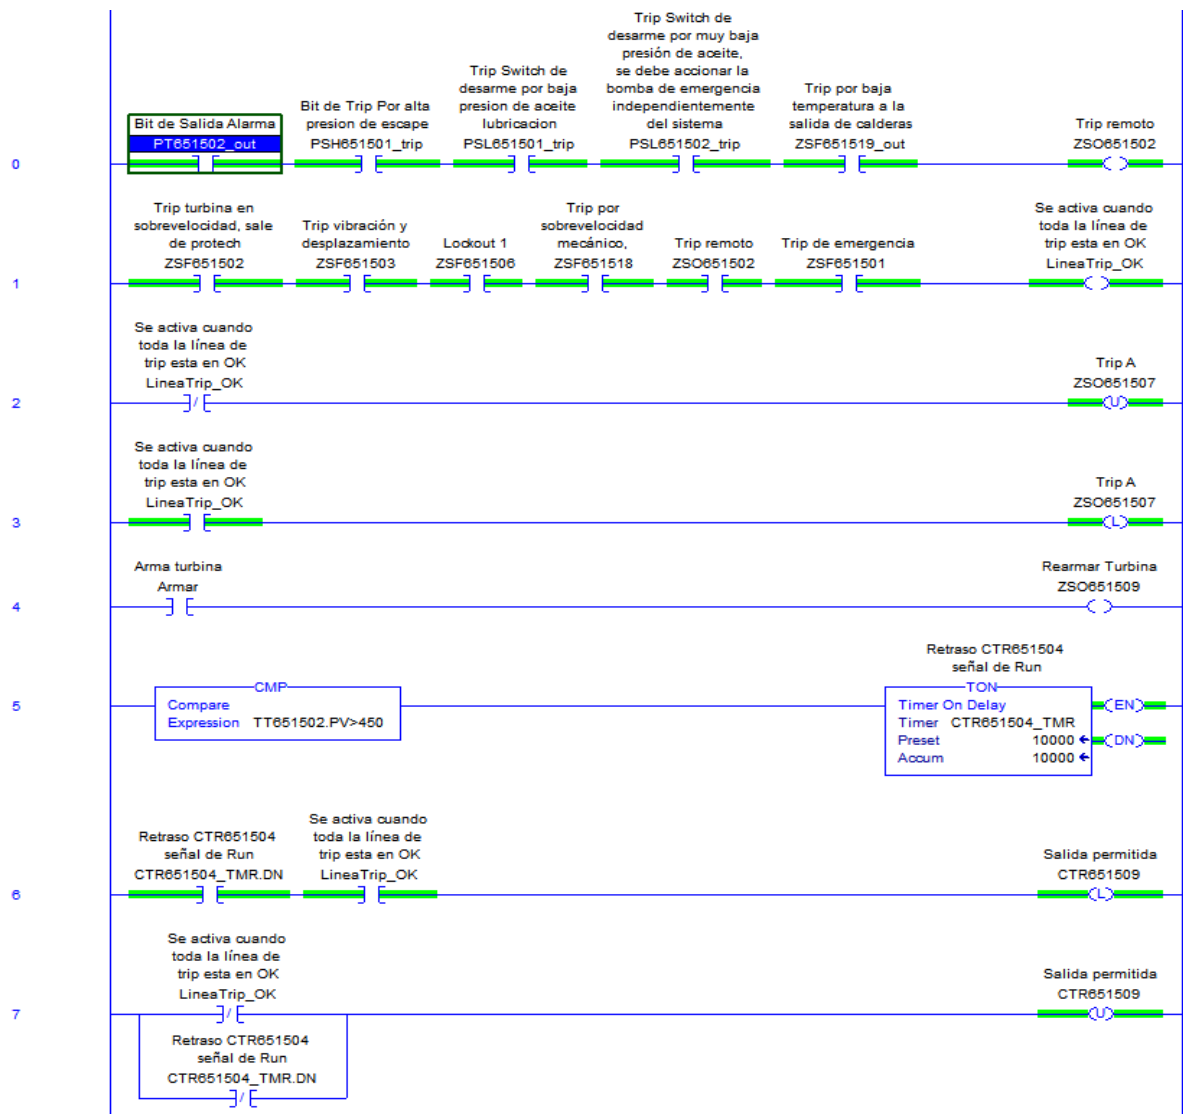 0
Bit de Salida Alarma
PT651502_out
Bit de Trip Por alta
presion de escape
PSH651501_trip
Trip Switch de
desarme por baja
presion de aceite
lubricacion
PSL651501_trip
Trip Switch de
desarme por muy baja
presión de aceite,
se debe accionar la
bomba de emergencia
independientemente
del sistema
PSL651502_trip
Trip por baja
temperatura a la
salida de calderas
ZSF651519_out
Trip remoto
ZSO651502
1
Trip turbina en
sobrevelocidad, sale
de protech
ZSF651502
Trip vibración y
desplazamiento
ZSF651503
Lockout 1
ZSF651506
Trip por
sobrevelocidad
mecánico,
ZSF651518
Trip remoto
ZSO651502
Trip de emergencia
ZSF651501
Se activa cuando
toda la línea de
trip esta en OK
LineaTrip_OK
2
Se activa cuando
toda la línea de
trip esta en OK
LineaTrip_OK
/
Trip A
ZSO651507
U
3
Se activa cuando
toda la línea de
trip esta en OK
LineaTrip_OK
Trip A
ZSO651507
L
4
Arma turbina
Armar
Rearmar Turbina
ZSO651509
5
CMP
Compare
Expression TT651502.PV>450
Retraso CTR651504
señal de Run
TON
Timer On Delay
Timer CTR651504_TMR
Preset 10000
Accum 10000
EN
DN
6
Retraso CTR651504
señal de Run
CTR651504_TMR.DN
Se activa cuando
toda la línea de
trip esta en OK
LineaTrip_OK
Salida permitida
CTR651509
L
7
Se activa cuando
toda la línea de
trip esta en OK
LineaTrip_OK
/
Retraso CTR651504
señal de Run
CTR651504_TMR.DN
/
Salida permitida
CTR651509
U